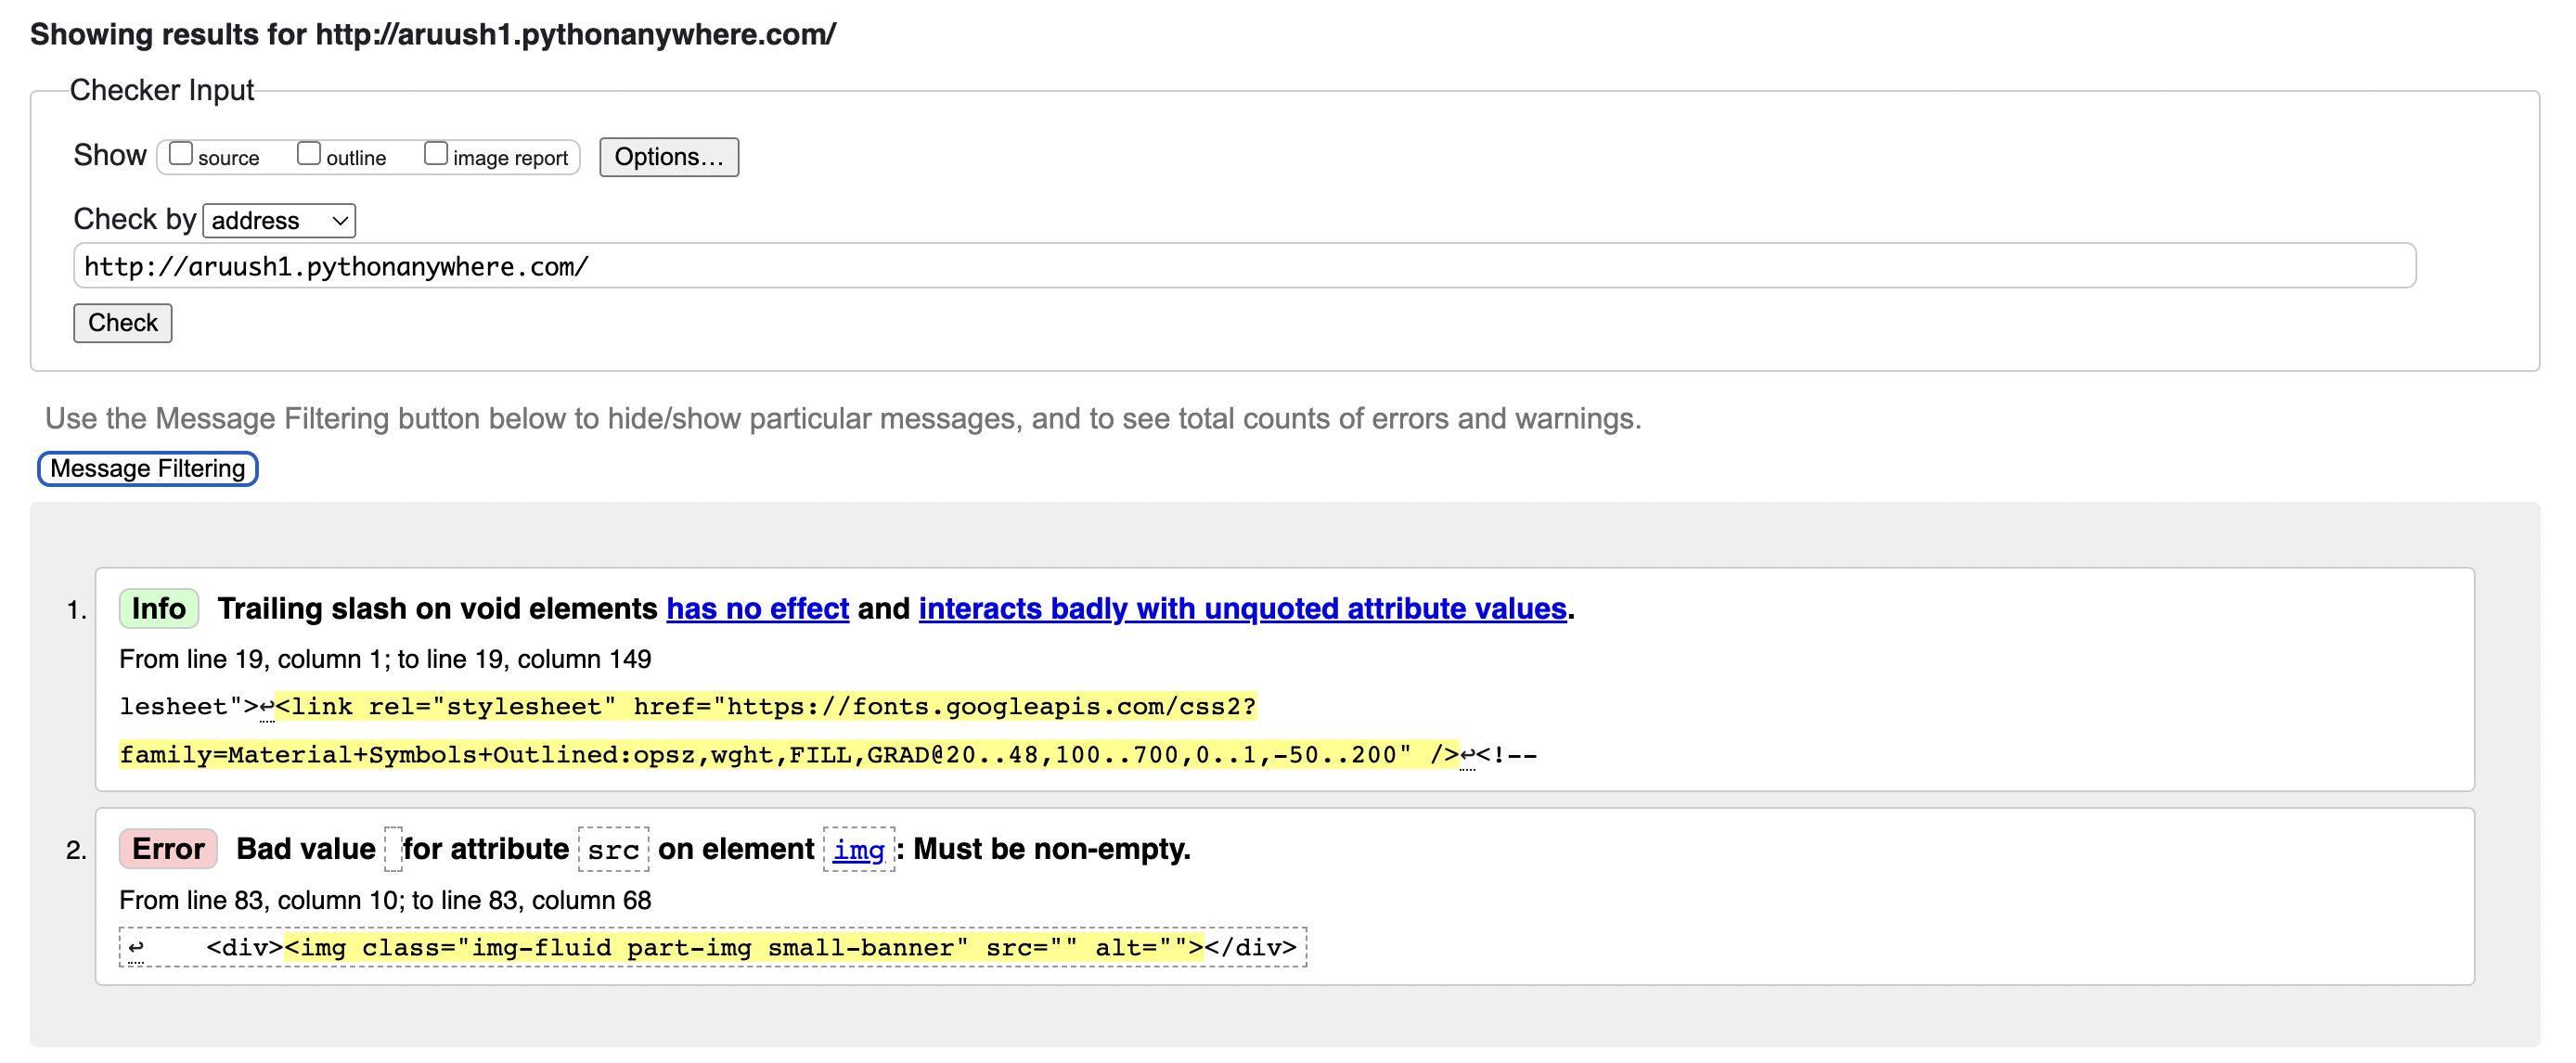 Showing results for http://aruush1.pythonanywhere.com/
Checker Input
Show source outline image report Options...
Check by address
http://aruush1.pythonanywhere.com/
Check
Use the Message Filtering button below to hide/show particular messages, and to see total counts of errors and warnings.
Message Filtering
1. Info Trailing slash on void elements has no effect and interacts badly with unquoted attribute values.
From line 19, column 1; to line 19, column 149
lesheet">↩<link rel="stylesheet" href="https://fonts.googleapis.com/css2?
family=Material+Symbols+Outlined:opsz,wght,FILL,GRAD@20..48,100..700,0..1,-50..200" />↩<!--
2. Error Bad value for attribute src on element img: Must be non-empty.
From line 83, column 10; to line 83, column 68
↩    <div><img class="img-fluid part-img small-banner" src="" alt=""></div>